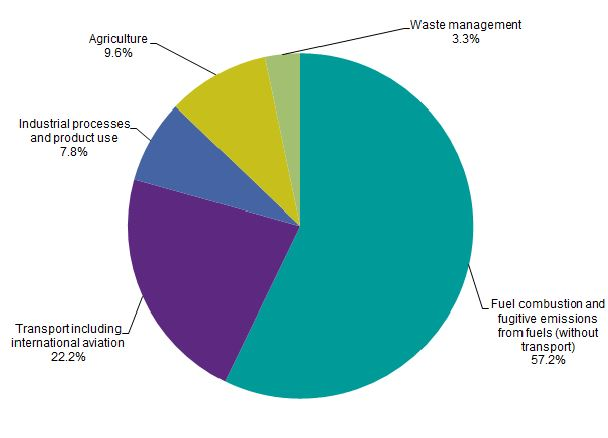 Waste management
3.3%
Agriculture
9.6%
Industrial processes
and product use
7.8%
Transport including
international aviation
22.2%
Fuel combustion and
fugitive emissions
from fuels (without
transport)
57.2%